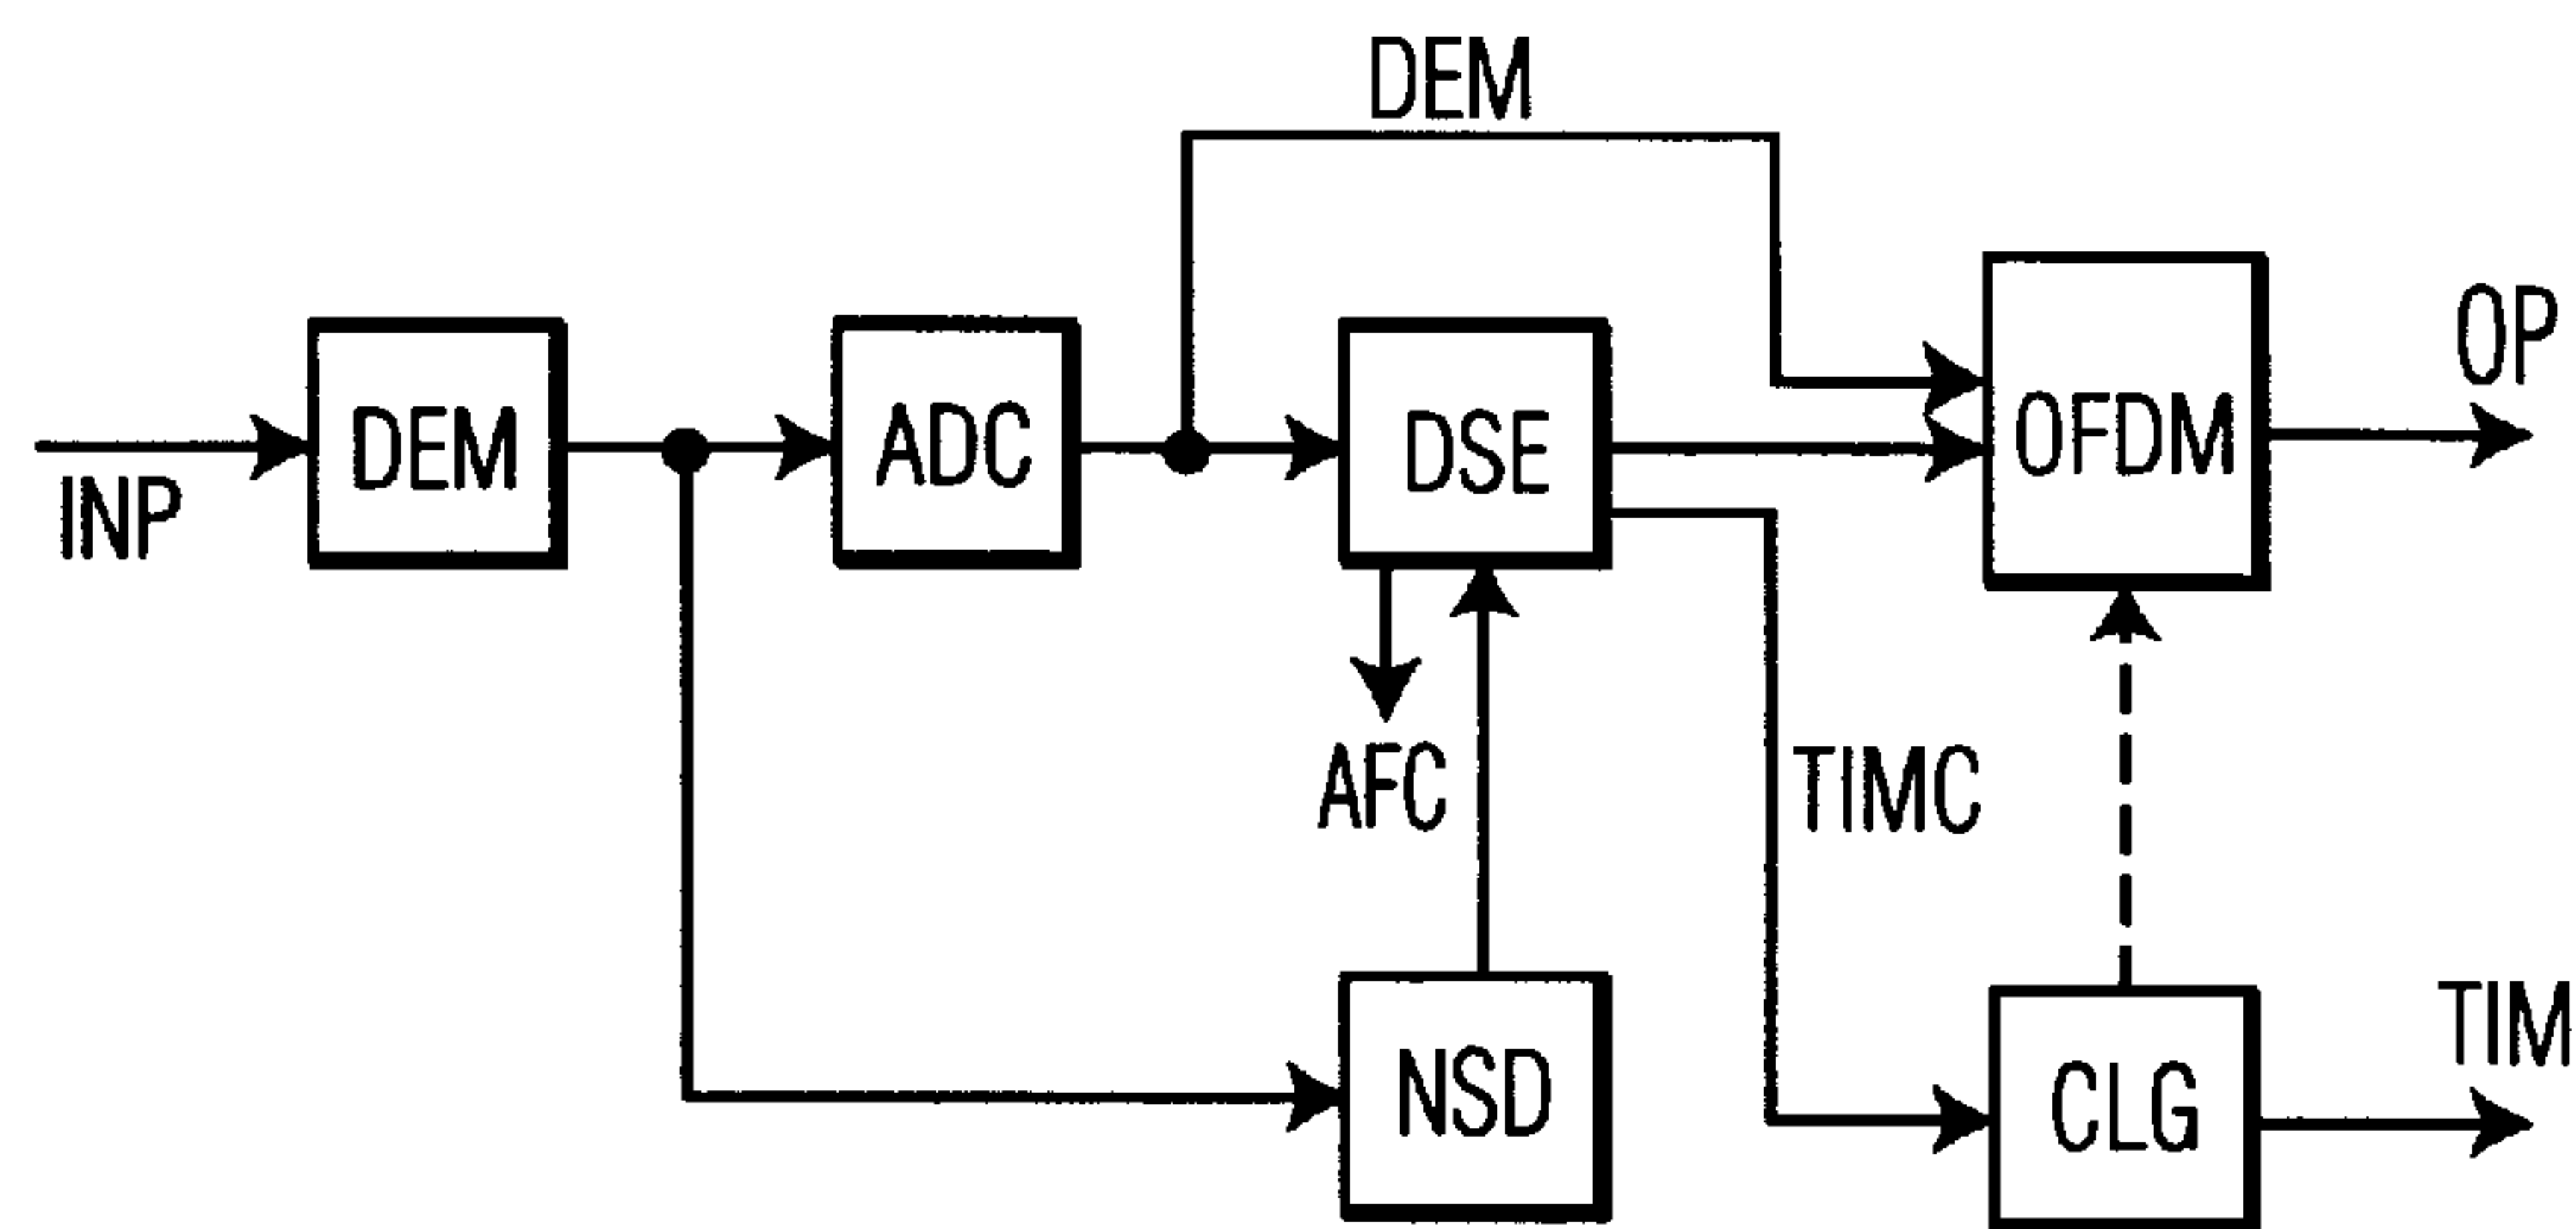 DEM
OP
INP
DEM
ADC
DSE
OFDM
AFC
TIMC
TIM
NSD
CLG